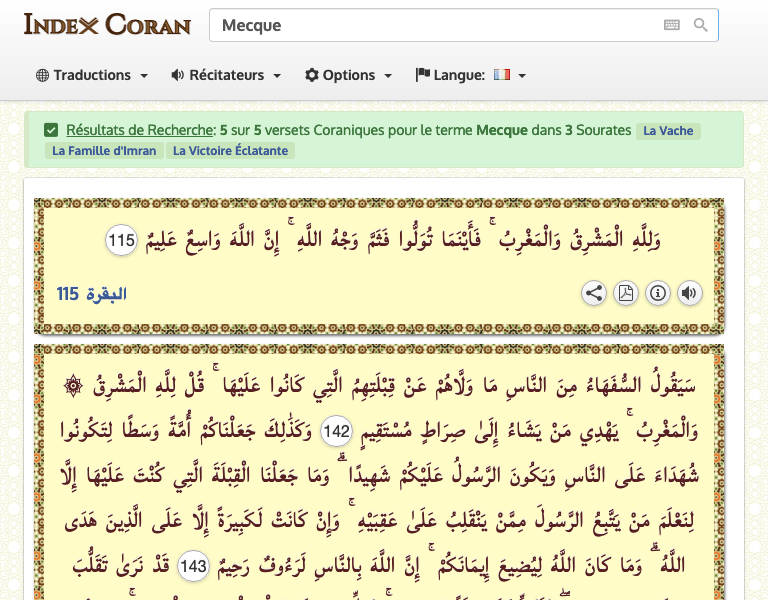 INDEX CORAN
Mecque
Traductions Récitateurs Options Langue:
Résultats de Recherche: 5 sur 5 versets Coraniques pour le terme Mecque dans 3 Sourates La Vache
La Famille d'Imran La Victoire Éclatante
وَلِلَّهِ الْمَشْرِقُ وَالْمَغْرِبُ ۚ فَأَيْنَمَا تُوَلُّوا فَثَمَّ وَجْهُ اللَّهِ ۚ إِنَّ اللَّهَ وَاسِعٌ عَلِيمٌ 115
البقرة 115
سَيَقُولُ السُّفَهَاءُ مِنَ النَّاسِ مَا وَلَّاهُمْ عَنْ قِبْلَتِهِمُ الَّتِي كَانُوا عَلَيْهَا ۚ قُلْ لِلَّهِ الْمَشْرِقُ ۞
وَالْمَغْرِبُ ۚ يَهْدِي مَنْ يَشَاءُ إِلَىٰ صِرَاطٍ مُسْتَقِيمٍ 142 وَكَذَٰلِكَ جَعَلْنَاكُمْ أُمَّةً وَسَطًا لِتَكُونُوا
شُهَدَاءَ عَلَى النَّاسِ وَيَكُونَ الرَّسُولُ عَلَيْكُمْ شَهِيدًا ۗ وَمَا جَعَلْنَا الْقِبْلَةَ الَّتِي كُنْتَ عَلَيْهَا إِلَّا
لِنَعْلَمَ مَنْ يَتَّبِعُ الرَّسُولَ مِمَّنْ يَنْقَلِبُ عَلَىٰ عَقِبَيْهِ ۚ وَإِنْ كَانَتْ لَكَبِيرَةً إِلَّا عَلَى الَّذِينَ هَدَى
اللَّهُ ۗ وَمَا كَانَ اللَّهُ لِيُضِيعَ إِيمَانَكُمْ ۚ إِنَّ اللَّهَ بِالنَّاسِ لَرَءُوفٌ رَحِيمٌ 143 قَدْ نَرَىٰ تَقَلُّبَ